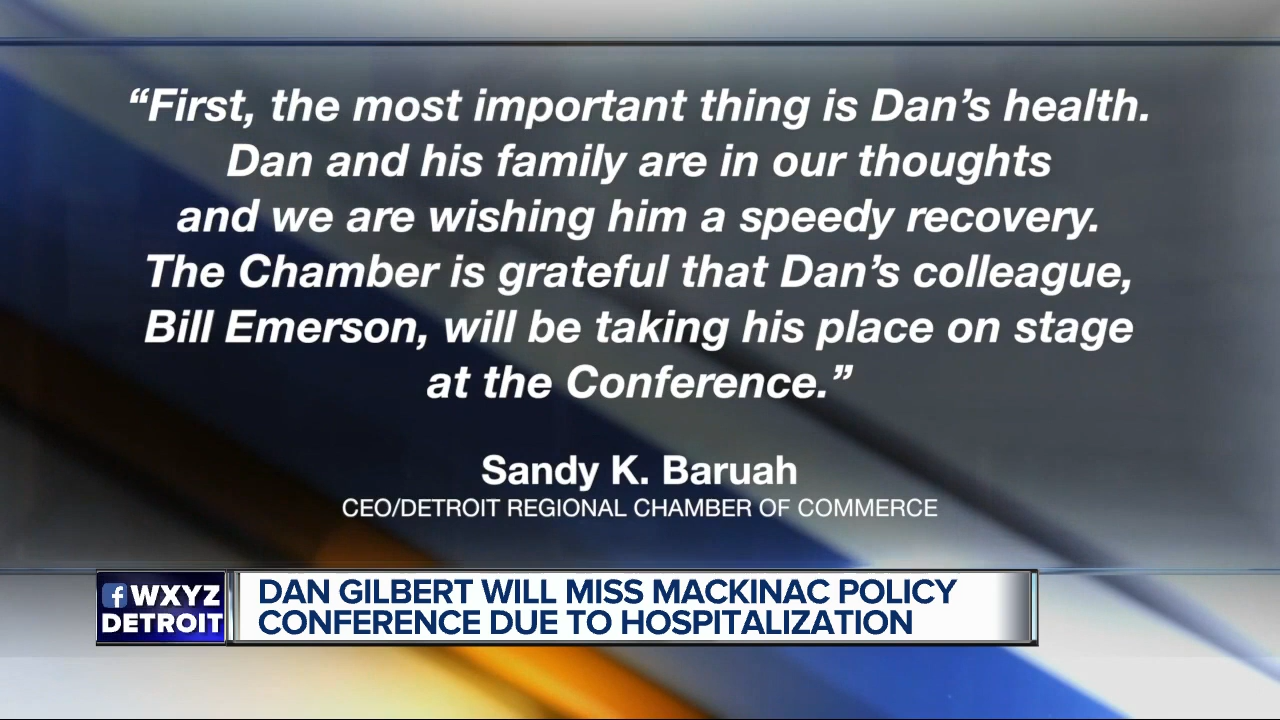 “First, the most important thing is Dan’s health.
Dan and his family are in our thoughts
and we are wishing him a speedy recovery.
The Chamber is grateful that Dan’s colleague,
Bill Emerson, will be taking his place on stage
at the Conference.”
Sandy K. Baruah
CEO/DETROIT REGIONAL CHAMBER OF COMMERCE
f WXYZ
DETROIT
DAN GILBERT WILL MISS MACKINAC POLICY
CONFERENCE DUE TO HOSPITALIZATION